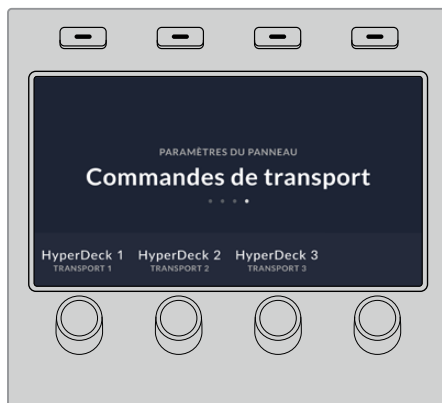 PARAMÈTRES DU PANNEAU
Commandes de transport
HyperDeck 1 HyperDeck 2 HyperDeck 3
TRANSPORT 1 TRANSPORT 2 TRANSPORT 3